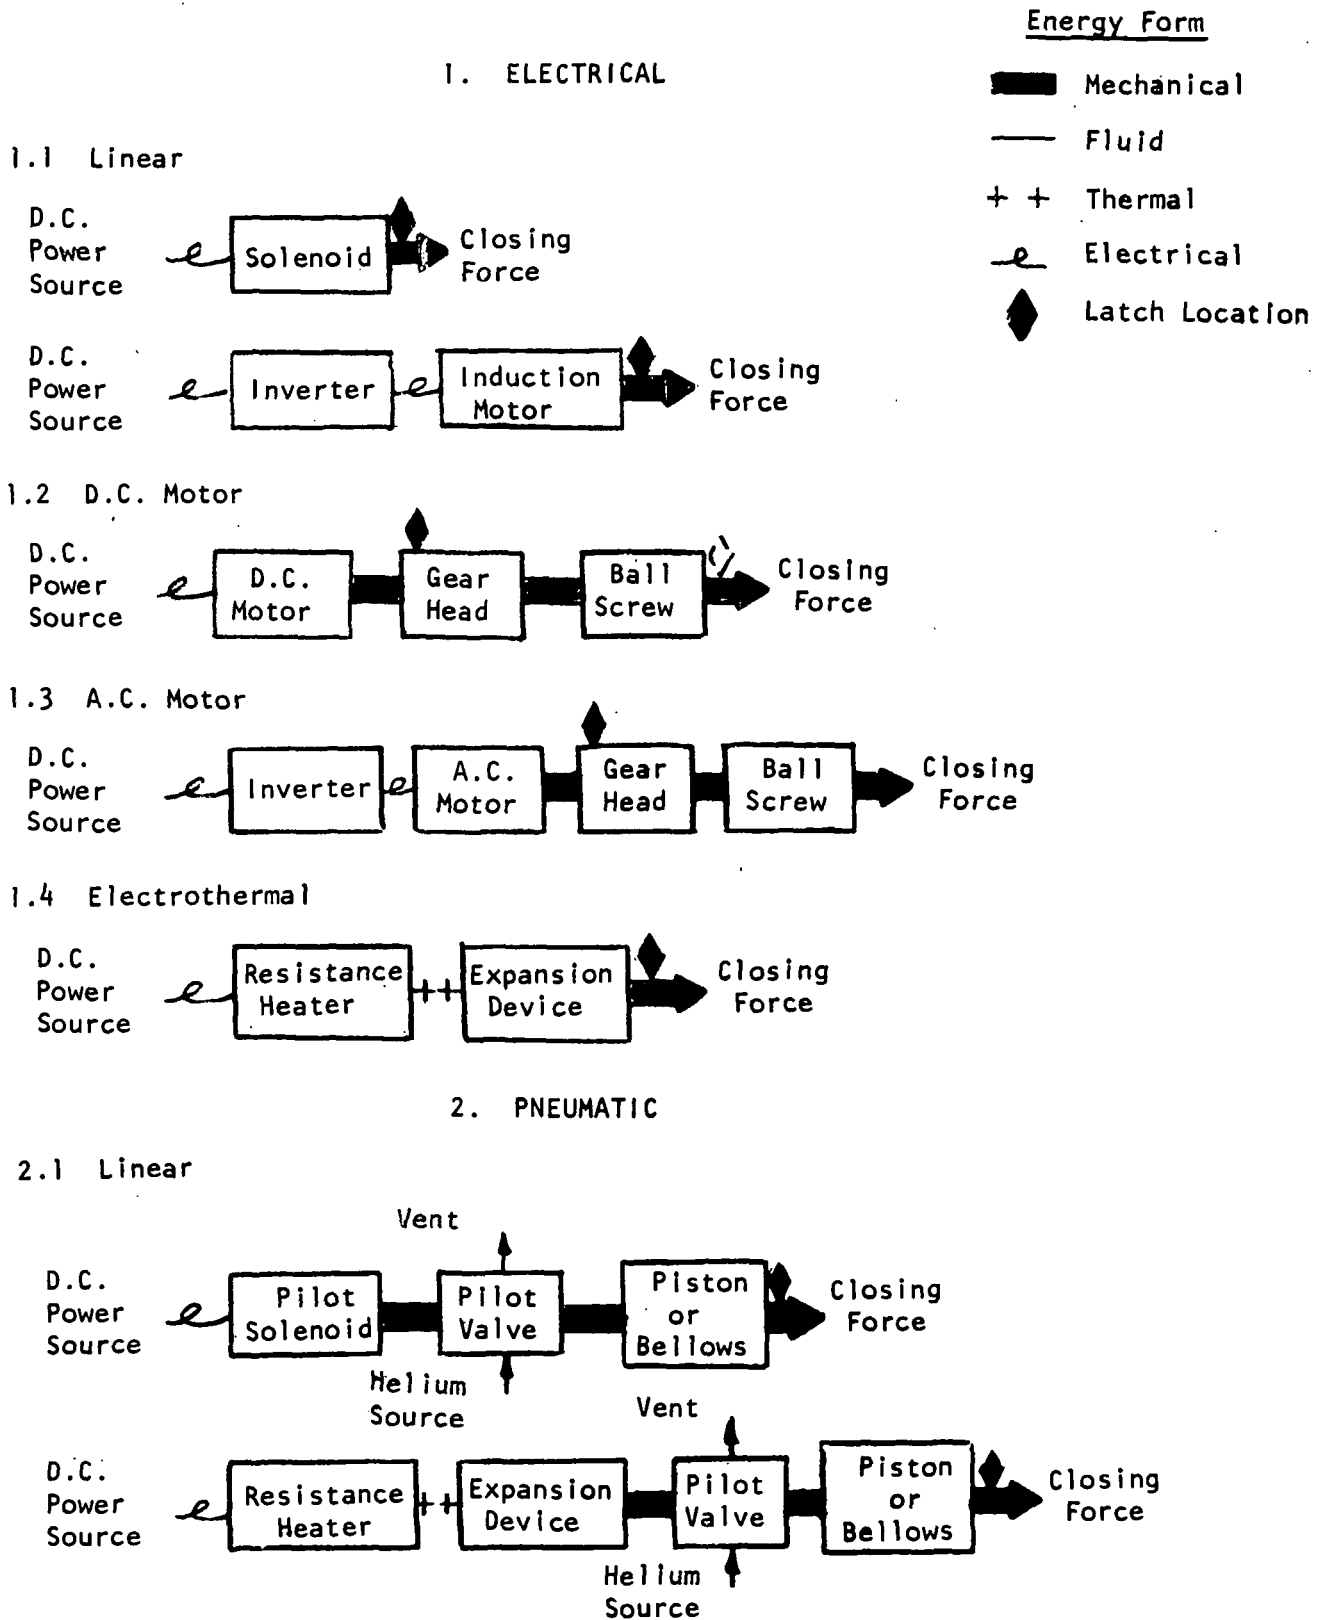 Energy Form
Mechanical
Fluid
+ + Thermal
e Electrical
Latch Location
1. ELECTRICAL
1.1 Linear
D.C.
Power
Source
Solenoid
Closing
Force
D.C.
Power
Source
Inverter
Induction
Motor
Closing
Force
1.2 D.C. Motor
D.C.
Power
Source
D.C.
Motor
Gear
Head
Ball
Screw
Closing
Force
1.3 A.C. Motor
D.C.
Power
Source
Inverter
A.C.
Motor
Gear
Head
Ball
Screw
Closing
Force
1.4 Electrothermal
D.C.
Power
Source
Resistance
Heater
Expansion
Device
Closing
Force
2. PNEUMATIC
2.1 Linear
D.C.
Power
Source
Pilot
Solenoid
Vent
Pilot
Valve
Helium
Source
Piston
or
Bellows
Closing
Force
D.C.
Power
Source
Resistance
Heater
Expansion
Device
Vent
Pilot
Valve
Helium
Source
Piston
or
Bellows
Closing
Force